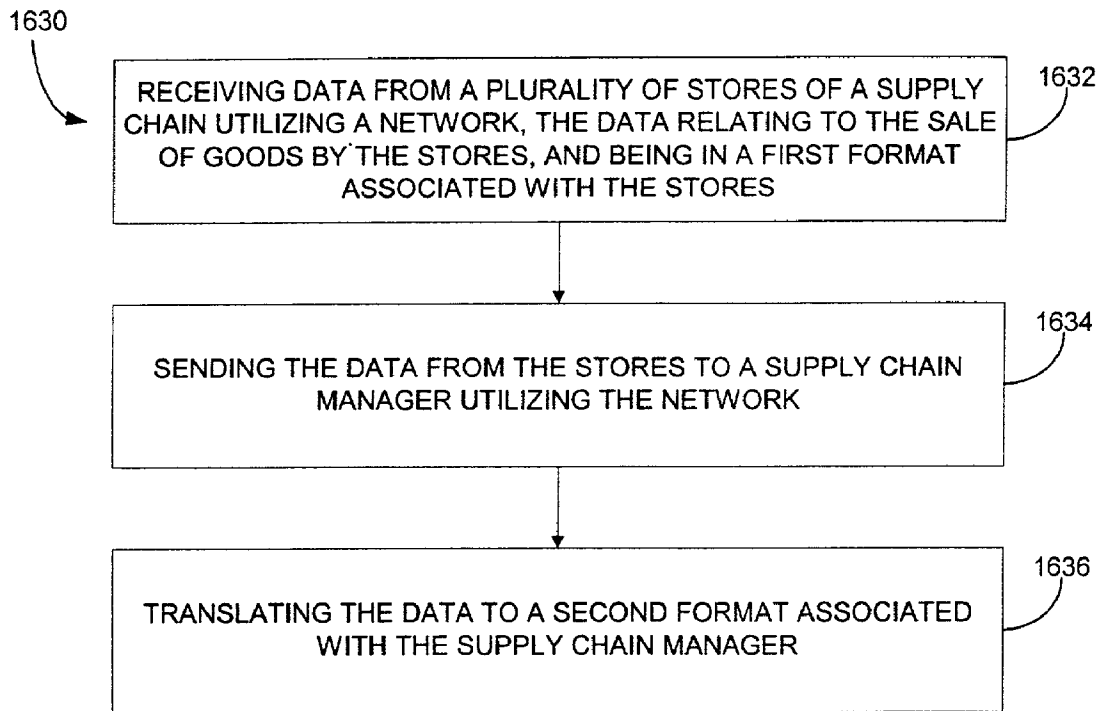 1630
RECEIVING DATA FROM A PLURALITY OF STORES OF A SUPPLY
CHAIN UTILIZING A NETWORK, THE DATA RELATING TO THE SALE
OF GOODS BY THE STORES, AND BEING IN A FIRST FORMAT
ASSOCIATED WITH THE STORES
1632
SENDING THE DATA FROM THE STORES TO A SUPPLY CHAIN
MANAGER UTILIZING THE NETWORK
1634
TRANSLATING THE DATA TO A SECOND FORMAT ASSOCIATED
WITH THE SUPPLY CHAIN MANAGER
1636